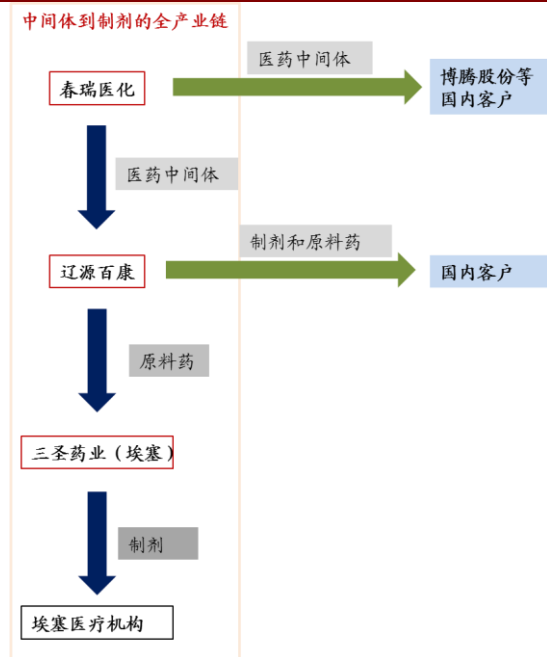 中间体到制剂的全产业链
医药中间体
春瑞医化
博腾股份等
国内客户
医药中间体
制剂和原料药
辽源百康
国内客户
原料药
三圣药业（埃塞）
制剂
埃塞医疗机构